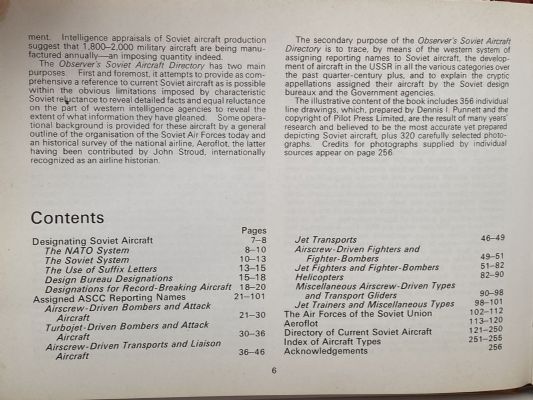 ment. Intelligence appraisals of Soviet aircraft production
suggest that 1,800–2,000 military aircraft are being manu-
factured annually—an imposing quantity indeed.
The Observer's Soviet Aircraft Directory has two main
purposes. First and foremost, it attempts to provide as com-
prehensive a reference to current Soviet aircraft as is possible
within the obvious limitations imposed by characteristic
Soviet reluctance to reveal detailed facts and equal reluctance
on the part of western intelligence agencies to reveal the
extent of what information they have gleaned. Some opera-
tional background is provided for these aircraft by a general
outline of the organisation of the Soviet Air Forces today and
an historical survey of the national airline, Aeroflot, the latter
having been contributed by John Stroud, internationally
recognized as an airline historian.
The secondary purpose of the Observer's Soviet Aircraft
Directory is to trace, by means of the western system of
assigning reporting names to Soviet aircraft, the develop-
ment of aircraft in the USSR in all the various categories over
the past quarter-century plus, and to explain the cryptic
appellations assigned their aircraft by the Soviet design
bureaux and the Government agencies.
The illustrative content of the book includes 356 individual
line drawings, which, prepared by Dennis I. Punnett and the
copyright of Pilot Press Limited, are the result of many years'
research and believed to be the most accurate yet prepared
depicting Soviet aircraft, plus 320 carefully selected photo-
graphs. Credits for photographs supplied by individual
sources appear on page 256.
Contents
Pages
Designating Soviet Aircraft 7–8
The NATO System 8–10
The Soviet System 10–13
The Use of Suffix Letters 13–15
Design Bureau Designations 15–18
Designations for Record-Breaking Aircraft 18–20
Assigned ASCC Reporting Names 21–101
Airscrew-Driven Bombers and Attack
Aircraft 21–30
Turbojet-Driven Bombers and Attack
Aircraft 30–36
Airscrew-Driven Transports and Liaison
Aircraft 36–46
Jet Transports 46–49
Airscrew-Driven Fighters and
Fighter-Bombers 49–51
Jet Fighters and Fighter-Bombers 51–82
Helicopters 82–90
Miscellaneous Airscrew-Driven Types
and Transport Gliders 90–98
Jet Trainers and Miscellaneous Types 98–101
The Air Forces of the Soviet Union 102–112
Aeroflot 113–120
Directory of Current Soviet Aircraft 121–250
Index of Aircraft Types 251–255
Acknowledgements 256
6